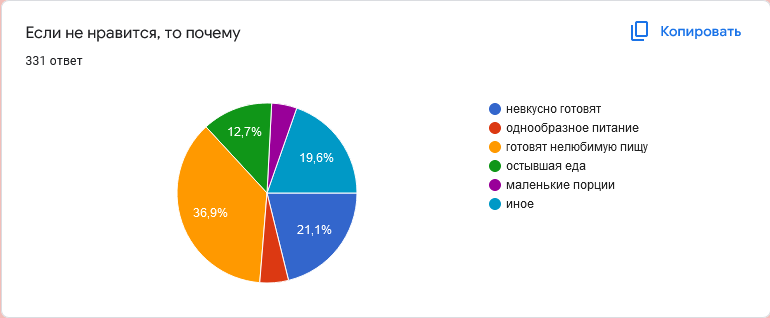 Если не нравится, то почему
Копировать
331 ответ
невкусно готовят
однообразное питание
готовят нелюбимую пищу
остывшая еда
маленькие порции
иное
12,7%
19,6%
36,9%
21,1%